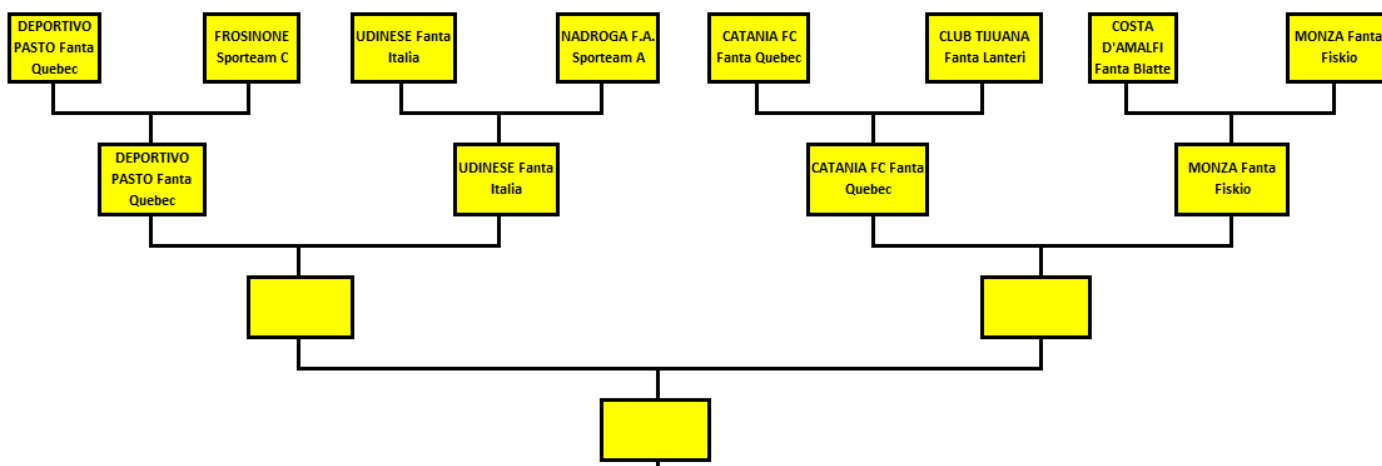 DEPORTIVO
PASTO Fanta
Quebec
FROSINONE
Sporteam C
UDINESE Fanta
Italia
NADROGA F.A.
Sporteam A
CATANIA FC
Fanta Quebec
CLUB TIJUANA
Fanta Lanteri
COSTA
D'AMALFI
Fanta Blatte
MONZA Fanta
Fiskio
DEPORTIVO
PASTO Fanta
Quebec
UDINESE Fanta
Italia
CATANIA FC Fanta
Quebec
MONZA Fanta
Fiskio